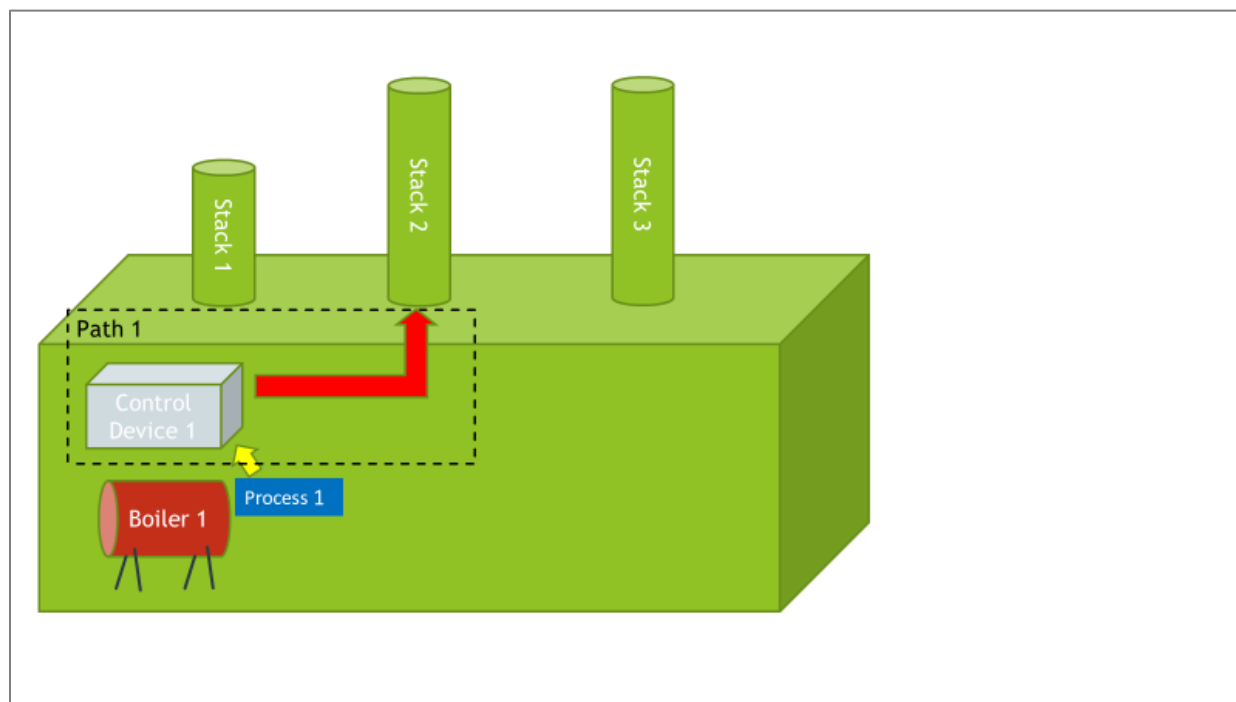 Stack 1
Stack 2
Stack 3
Path 1
Control
Device 1
Process 1
Boiler 1